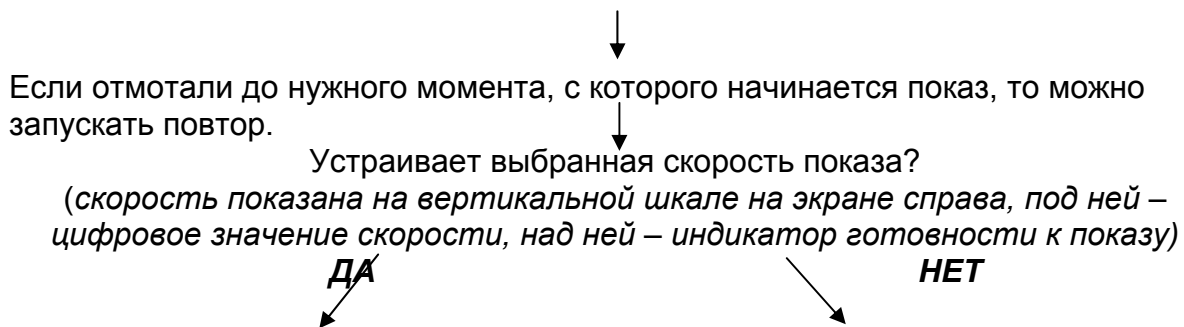 Если отмотали до нужного момента, с которого начинается показ, то можно
запускать повтор.
Устраивает выбранная скорость показа?
(скорость показана на вертикальной шкале на экране справа, под ней –
цифровое значение скорости, над ней – индикатор готовности к показу)
ДА НЕТ